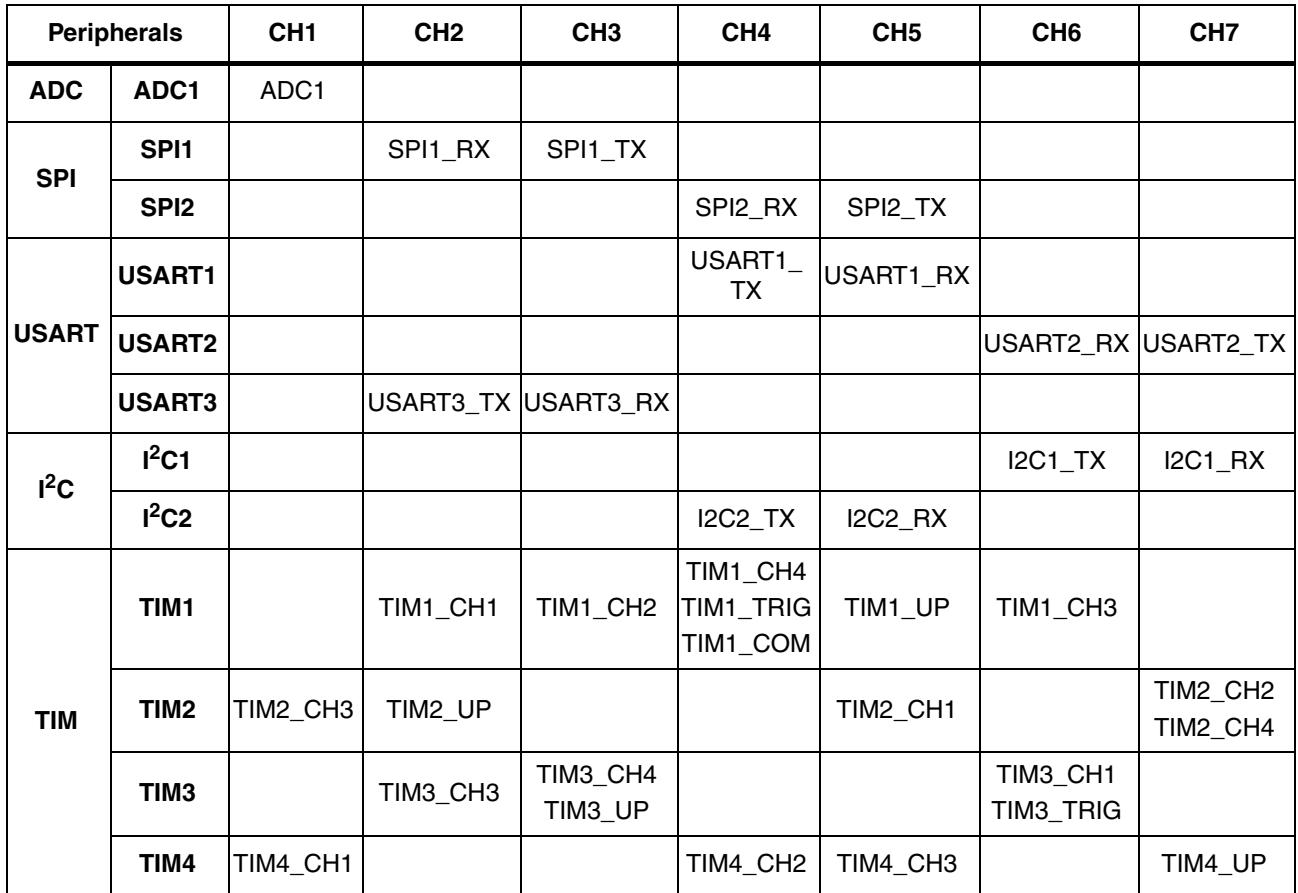 Peripherals CH1 CH2 CH3 CH4 CH5 CH6 CH7
ADC ADC1 ADC1
SPI SPI1 SPI1_RX SPI1_TX
SPI2 SPI2_RX SPI2_TX
USART USART1 USART1_
TX USART1_RX
USART2 USART2_RX USART2_TX
USART3 USART3_TX USART3_RX
I²C I²C1 I2C1_TX I2C1_RX
I²C2 I2C2_TX I2C2_RX
TIM TIM1 TIM1_CH1 TIM1_CH2 TIM1_CH4
TIM1_TRIG
TIM1_COM TIM1_UP TIM1_CH3
TIM2 TIM2_CH3 TIM2_UP TIM2_CH1 TIM2_CH2
TIM2_CH4
TIM3 TIM3_CH3 TIM3_CH4
TIM3_UP TIM3_CH1
TIM3_TRIG
TIM4 TIM4_CH1 TIM4_CH2 TIM4_CH3 TIM4_UP